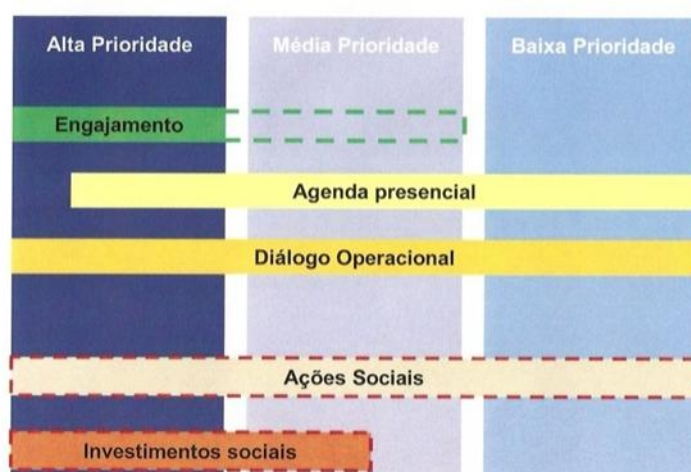 Alta Prioridade
Média Prioridade
Baixa Prioridade
Engajamento
Agenda presencial
Diálogo Operacional
Ações Sociais
Investimentos sociais